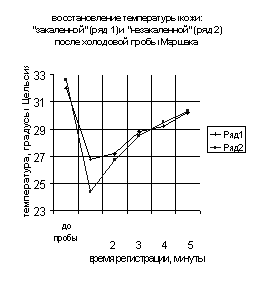 восстановление температуры кожи:
"закаленной" (ряд 1) и "незакаленной" (ряд 2)
после холодовой пробы Маршака
температура, градусы Цельсия
33
31
29
27
25
23
до
пробы
2
3
4
5
время регистрации, минуты
Ряд1
Ряд2